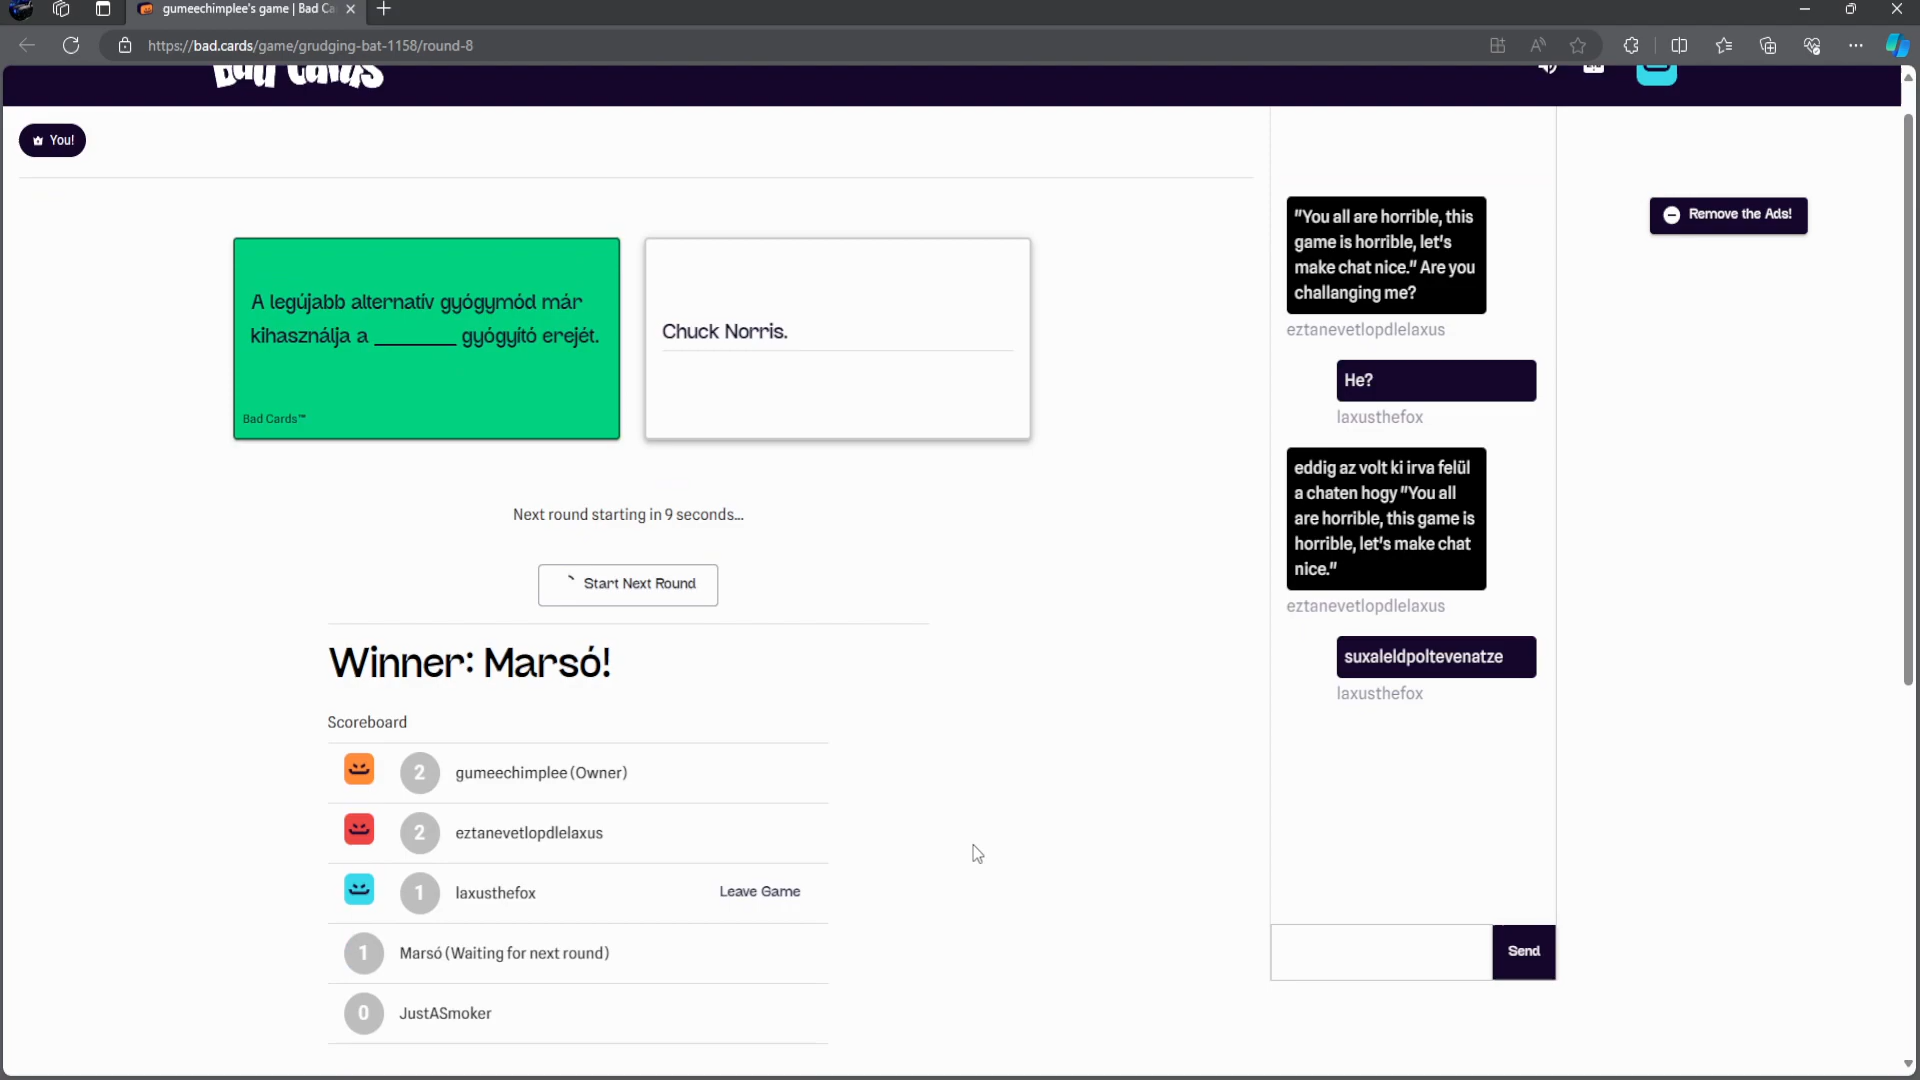 gumeechimplee's game | Bad Ca
https://bad.cards/game/grudging-bat-1158/round-8
Bad Cards
You!
A legújabb alternatív gyógymód már
kihasználja a ________ gyógyító erejét.
Bad Cards™
Chuck Norris.
Next round starting in 9 seconds...
Start Next Round
Winner: Marsó!
Scoreboard
2 gumeechimplee (Owner)
2 eztanevetlopdlelaxus
1 laxusthefox Leave Game
1 Marsó (Waiting for next round)
0 JustASmoker
"You all are horrible, this
game is horrible, let's
make chat nice." Are you
challanging me?
eztanevetlopdlelaxus
He?
laxusthefox
eddig az volt ki irva felül
a chaten hogy "You all
are horrible, this game is
horrible, let's make chat
nice."
eztanevetlopdlelaxus
suxaleldpoltevenatze
laxusthefox
Send
Remove the Ads!